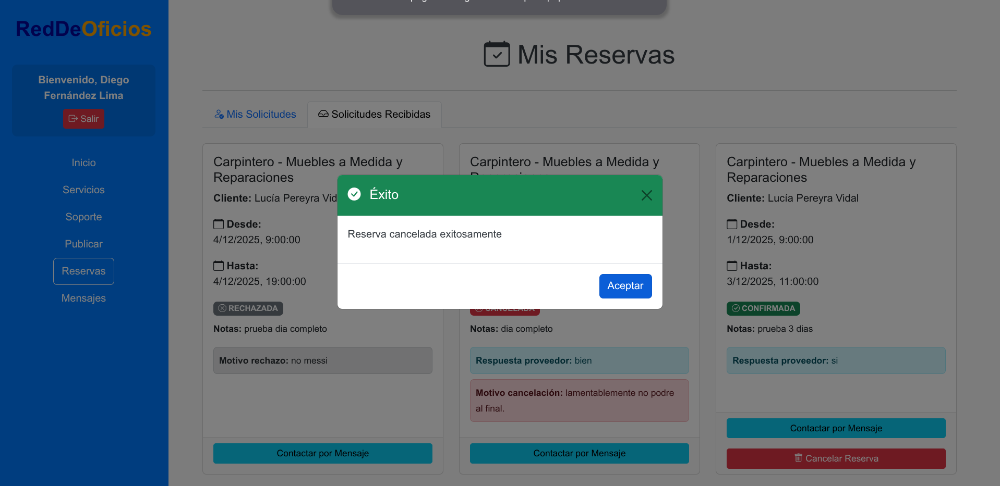 RedDeOficios
Bienvenido, Diego
Fernández Lima
Salir
Inicio
Servicios
Soporte
Publicar
Reservas
Mensajes
Mis Reservas
Mis Solicitudes
Solicitudes Recibidas
Carpintero - Muebles a Medida y
Reparaciones
Cliente: Lucía Pereyra Vid
Desde:
4/12/2025, 9:00:00
Hasta:
4/12/2025, 19:00:00
RECHAZADA
Notas: prueba dia completo
Motivo rechazo: no messi
Contactar por Mensaje
Carpintero - Muebles a Medida y
Reparaciones
CANCELADA
Notas: dia completo
Respuesta proveedor: bien
Motivo cancelación: lamentablemente no podre
al final.
Contactar por Mensaje
Carpintero - Muebles a Medida y
Reparaciones
Cliente: Lucía Pereyra Vidal
Desde:
1/12/2025, 9:00:00
Hasta:
3/12/2025, 11:00:00
CONFIRMADA
Notas: prueba 3 dias
Respuesta proveedor: si
Contactar por Mensaje
Cancelar Reserva
Éxito
Reserva cancelada exitosamente
Aceptar